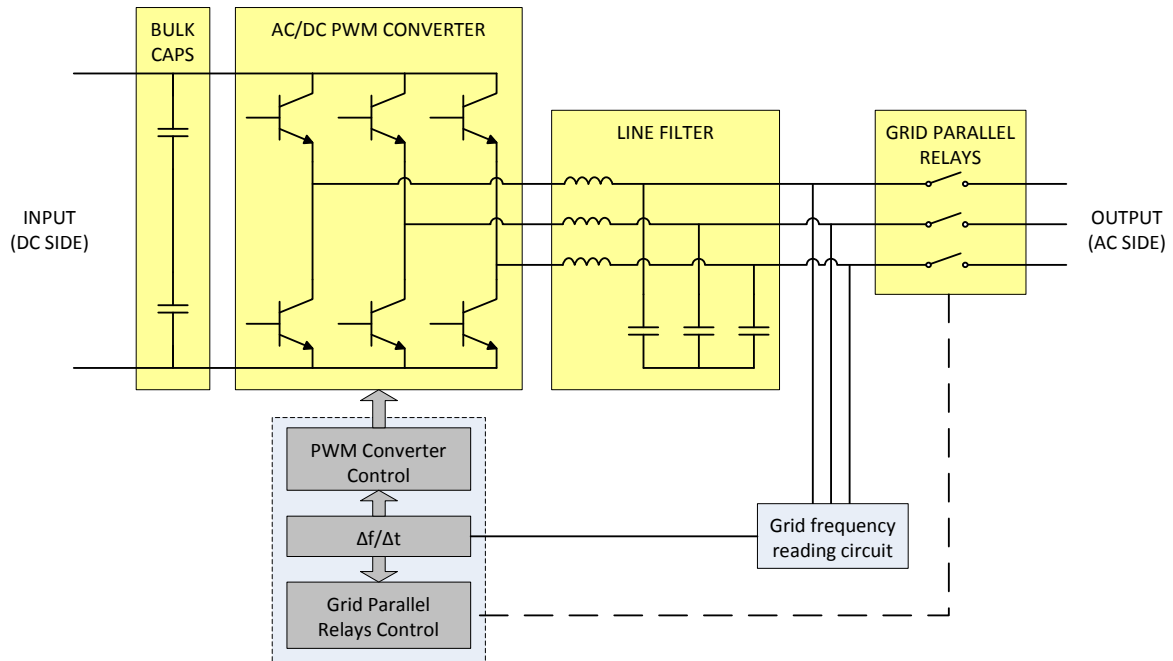 BULK
CAPS
AC/DC PWM CONVERTER
LINE FILTER
GRID PARALLEL
RELAYS
INPUT
(DC SIDE)
OUTPUT
(AC SIDE)
PWM Converter
Control
Δf/Δt
Grid frequency
reading circuit
Grid Parallel
Relays Control